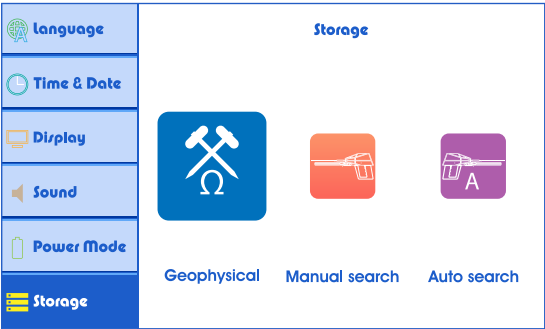 Language
Time & Date
Display
Sound
Power Mode
Storage
Storage
Ω
A
Geophysical
Manual search
Auto search